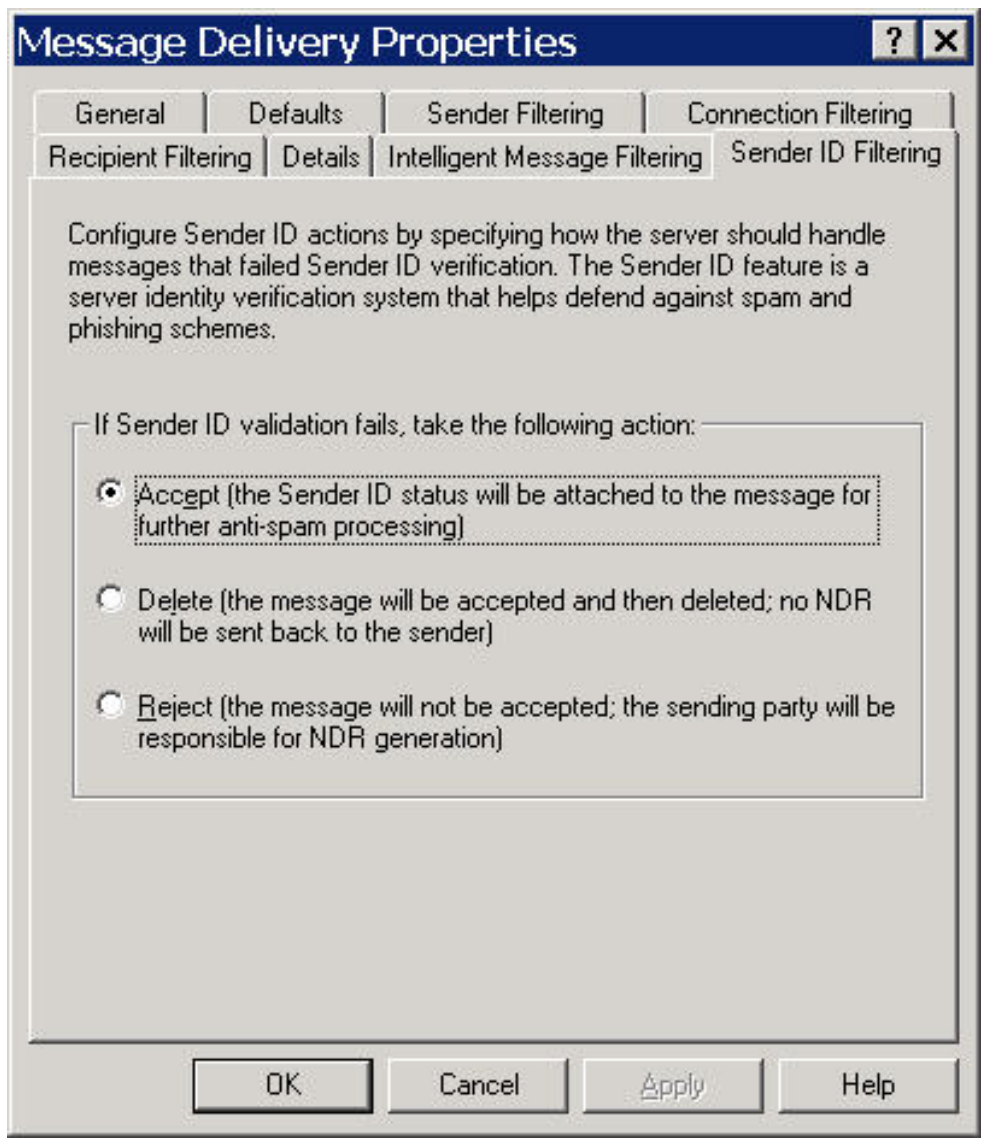 Message Delivery Properties
General Defaults Sender Filtering Connection Filtering
Recipient Filtering Details Intelligent Message Filtering Sender ID Filtering
Configure Sender ID actions by specifying how the server should handle
messages that failed Sender ID verification. The Sender ID feature is a
server identity verification system that helps defend against spam and
phishing schemes.
If Sender ID validation fails, take the following action:
Accept (the Sender ID status will be attached to the message for
further anti-spam processing)
Delete (the message will be accepted and then deleted; no NDR
will be sent back to the sender)
Reject (the message will not be accepted; the sending party will be
responsible for NDR generation)
OK Cancel Apply Help